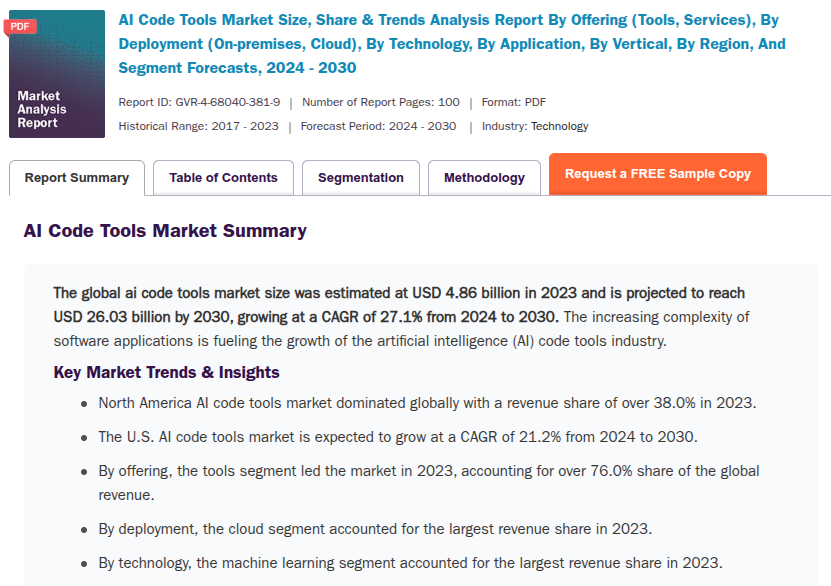 PDF
Market
Analysis
Report
AI Code Tools Market Size, Share & Trends Analysis Report By Offering (Tools, Services), By
Deployment (On-premises, Cloud), By Technology, By Application, By Vertical, By Region, And
Segment Forecasts, 2024 - 2030
Report ID: GVR-4-68040-381-9 | Number of Report Pages: 100 | Format: PDF
Historical Range: 2017 - 2023 | Forecast Period: 2024 - 2030 | Industry: Technology
Report Summary Table of Contents Segmentation Methodology Request a FREE Sample Copy
AI Code Tools Market Summary
The global ai code tools market size was estimated at USD 4.86 billion in 2023 and is projected to reach
USD 26.03 billion by 2030, growing at a CAGR of 27.1% from 2024 to 2030. The increasing complexity of
software applications is fueling the growth of the artificial intelligence (AI) code tools industry.
Key Market Trends & Insights
• North America AI code tools market dominated globally with a revenue share of over 38.0% in 2023.
• The U.S. AI code tools market is expected to grow at a CAGR of 21.2% from 2024 to 2030.
• By offering, the tools segment led the market in 2023, accounting for over 76.0% share of the global
revenue.
• By deployment, the cloud segment accounted for the largest revenue share in 2023.
• By technology, the machine learning segment accounted for the largest revenue share in 2023.